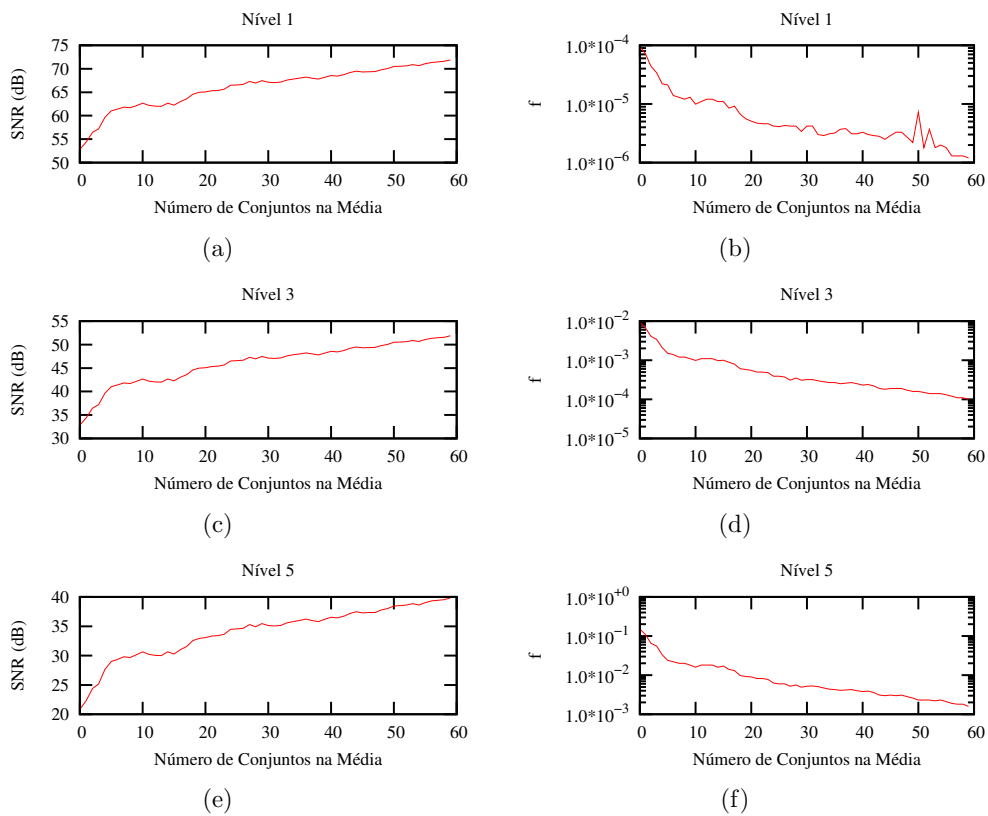 Nível 1
SNR (dB)
75
70
65
60
55
50
0 10 20 30 40 50 60
Número de Conjuntos na Média
(a)
Nível 1
f
1.0*10^-4
1.0*10^-5
1.0*10^-6
0 10 20 30 40 50 60
Número de Conjuntos na Média
(b)
Nível 3
SNR (dB)
55
50
45
40
35
30
0 10 20 30 40 50 60
Número de Conjuntos na Média
(c)
Nível 3
f
1.0*10^-2
1.0*10^-3
1.0*10^-4
1.0*10^-5
0 10 20 30 40 50 60
Número de Conjuntos na Média
(d)
Nível 5
SNR (dB)
40
35
30
25
20
0 10 20 30 40 50 60
Número de Conjuntos na Média
(e)
Nível 5
f
1.0*10^0
1.0*10^-1
1.0*10^-2
1.0*10^-3
0 10 20 30 40 50 60
Número de Conjuntos na Média
(f)